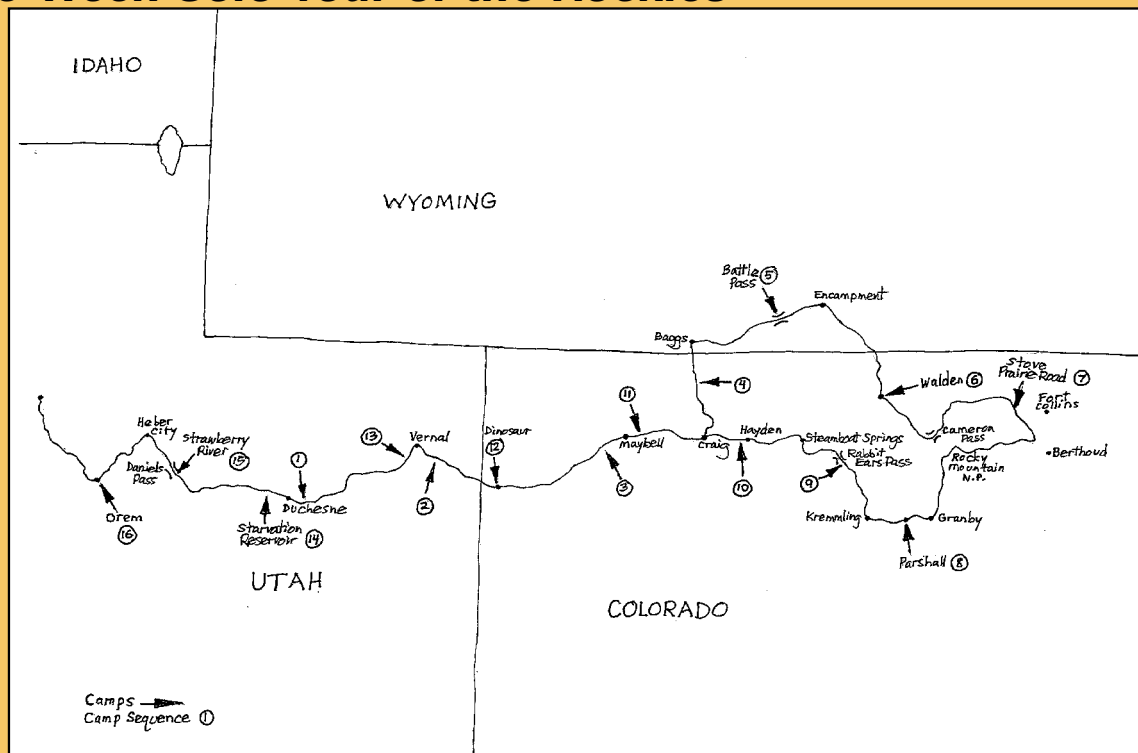 -Week Solo Tour of the Rockies
IDAHO
WYOMING
Battle ⑤
Pass
Encampment
Baggs
Stove
Prairie Road ⑦
④
Walden ⑥
Fort
Collins
⑪
Heber
City
Strawberry
River
⑮
Daniels
Pass
⑬
Vernal
Dinosaur
⑫
Maybell
Craig
Hayden
Steamboat Springs
Rabbit
Ears Pass
Cameron
Pass
Rocky
Mountain
N.P.
Berthoud
①
②
③
⑩
⑨
Orem
⑯
Duchesne
Starvation
Reservoir ⑭
Kremmling
Granby
Parshall ⑧
UTAH
COLORADO
Camps
Camp Sequence ①